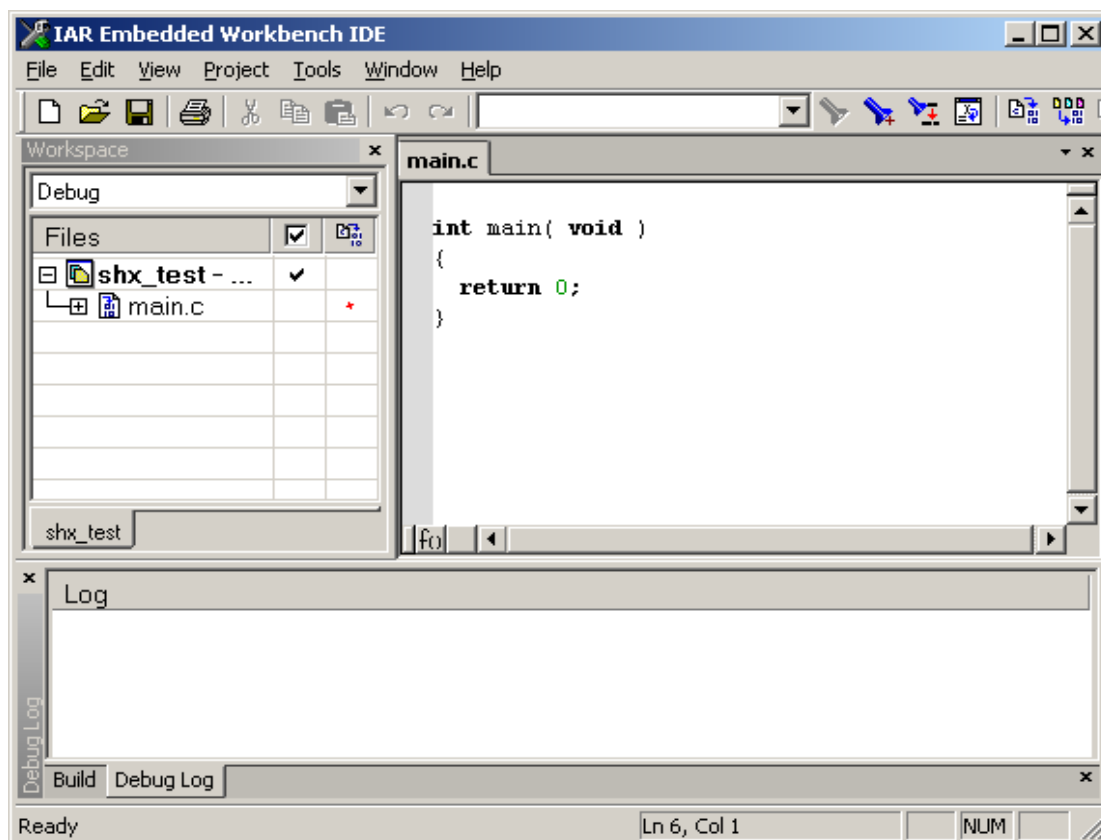 IAR Embedded Workbench IDE
File Edit View Project Tools Window Help
Workspace
Debug
Files
shx_test - ...
main.c
shx_test
main.c
int main( void )
{
return 0;
}
f()
Log
Debug Log
Build Debug Log
Ready Ln 6, Col 1 NUM